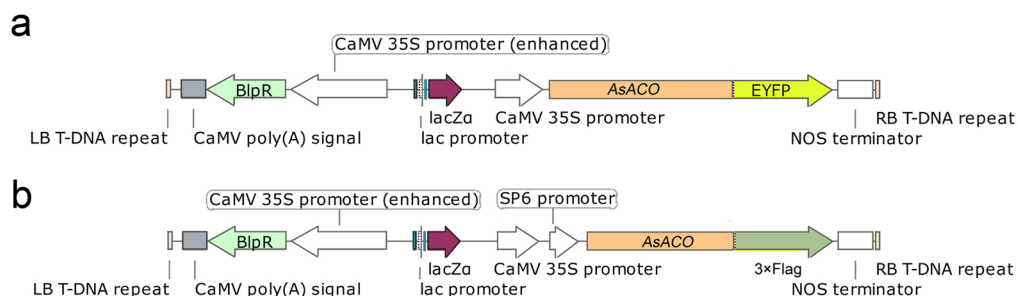 a
CaMV 35S promoter (enhanced)
BlpR
AsACO
EYFP
lacZα
CaMV 35S promoter
RB T-DNA repeat
LB T-DNA repeat
CaMV poly(A) signal
lac promoter
NOS terminator
b
CaMV 35S promoter (enhanced)
SP6 promoter
BlpR
AsACO
lacZα
CaMV 35S promoter
3×Flag
RB T-DNA repeat
LB T-DNA repeat
CaMV poly(A) signal
lac promoter
NOS terminator